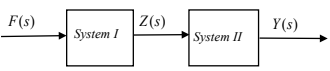 F(s)
System I
Z(s)
System II
Y(s)